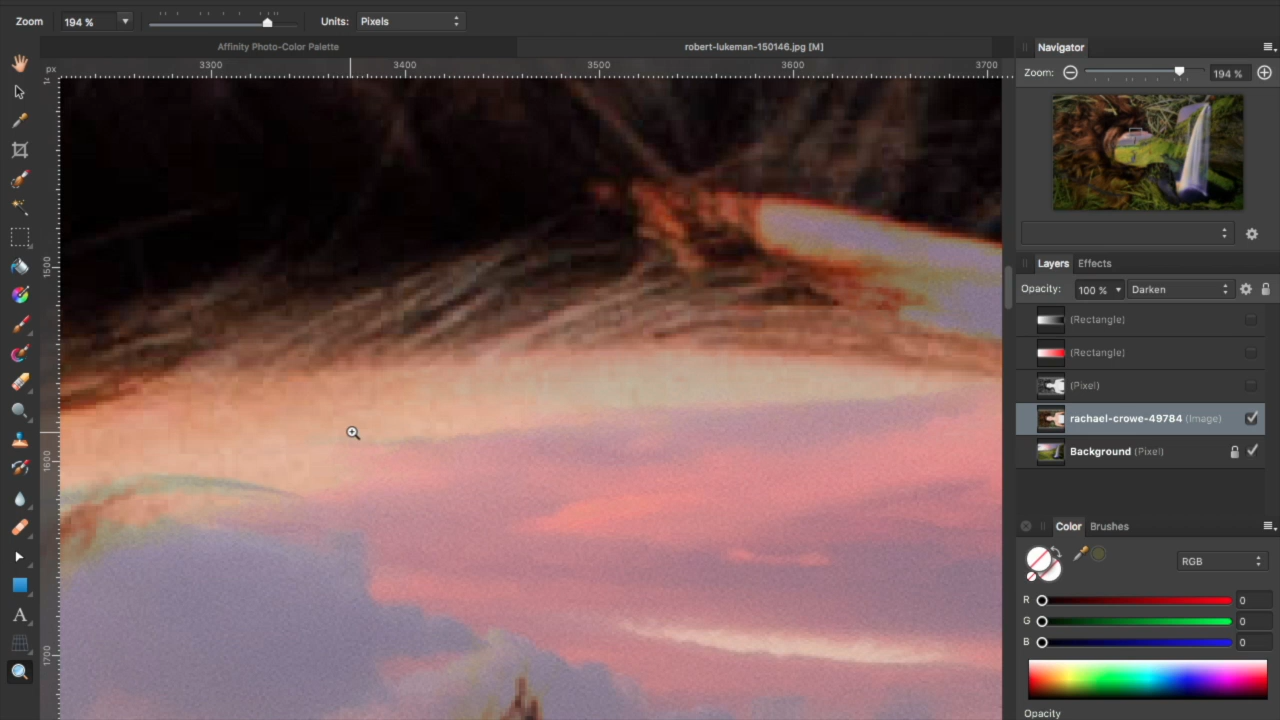 Zoom 194 % Units: Pixels
Affinity Photo-Color Palette robert-lukeman-150146.jpg [M]
px 3300 3400 3500 3600 3700
1500
1600
1700
A
Navigator
Zoom: 194 %
Layers Effects
Opacity: 100 % Darken
(Rectangle)
(Rectangle)
(Pixel)
rachael-crowe-49784 (Image)
Background (Pixel)
Color Brushes
RGB
R 0
G 0
B 0
Opacity